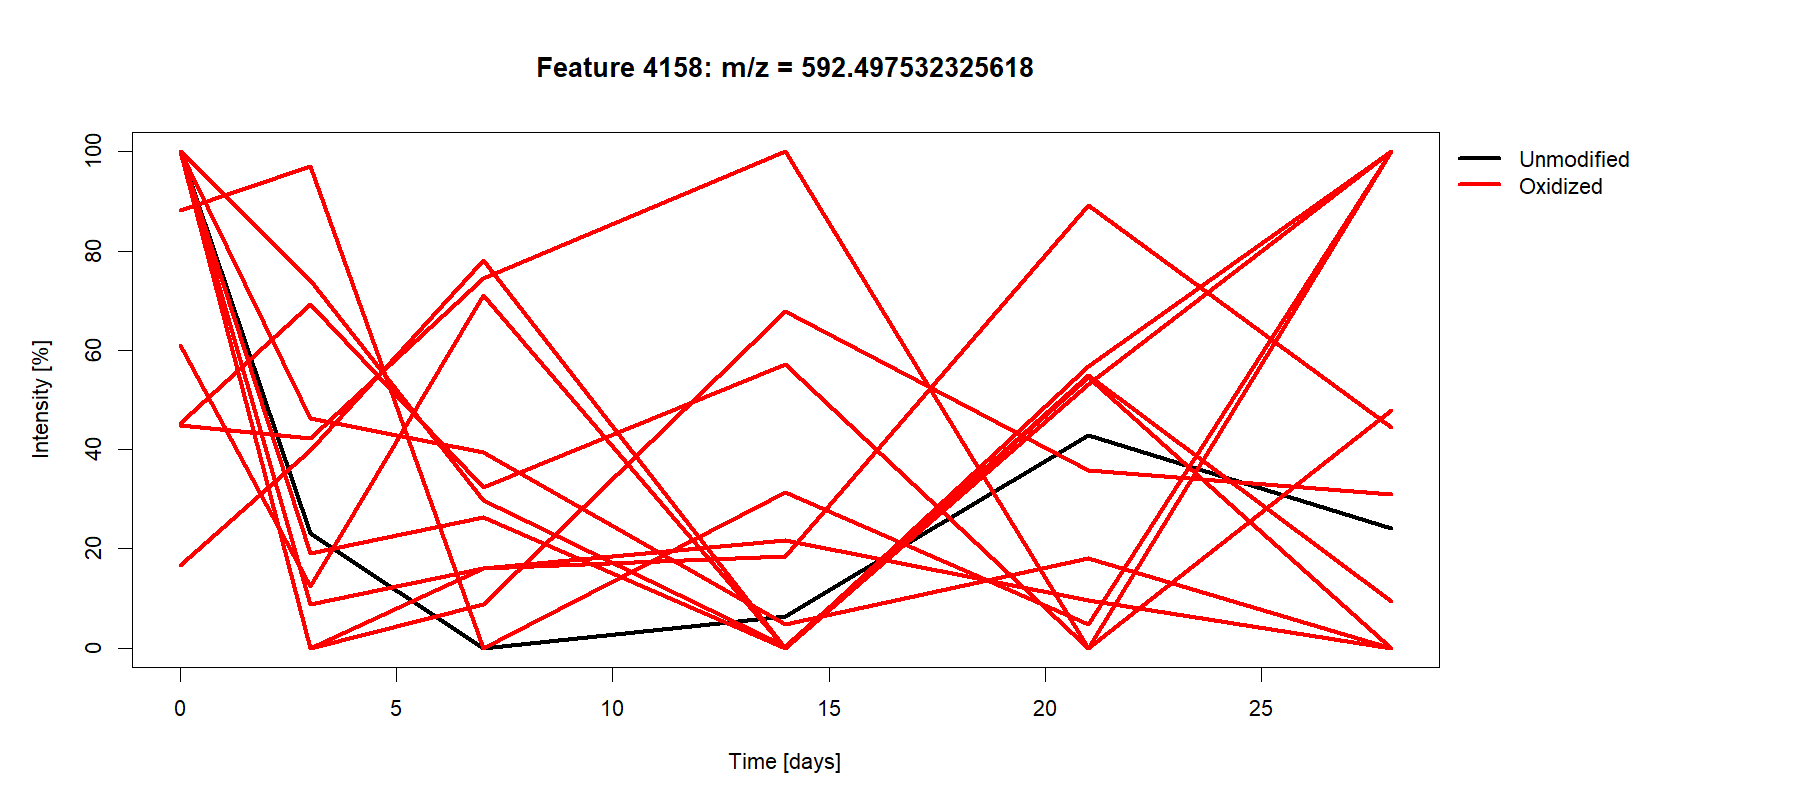 Feature 4158: m/z = 592.497532325618
Unmodified
Oxidized
Intensity [%]
100
80
60
40
20
0
0 5 10 15 20 25
Time [days]